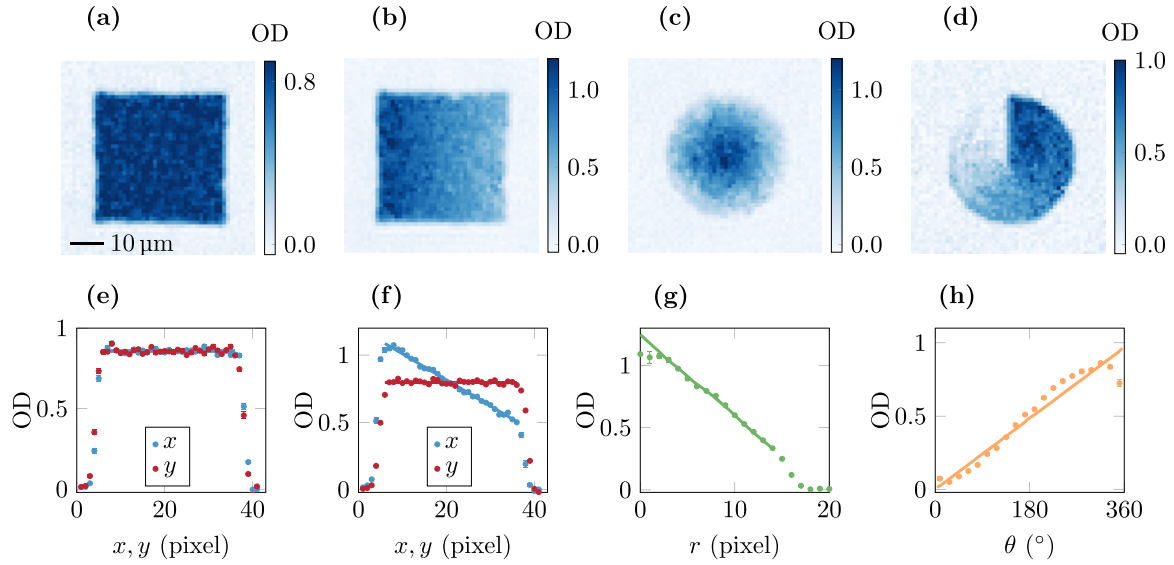 (a)
(b)
(c)
(d)
OD
OD
OD
OD
0.8
0.0
10 µm
1.0
0.5
0.0
1.0
0.5
0.0
1.0
0.5
0.0
(e)
(f)
(g)
(h)
OD
1
0.5
0
x
y
0 20 40
x, y (pixel)
OD
1
0.5
0
x
y
0 20 40
x, y (pixel)
OD
1
0.5
0
0 10 20
r (pixel)
OD
1
0.5
0
0 180 360
θ (°)